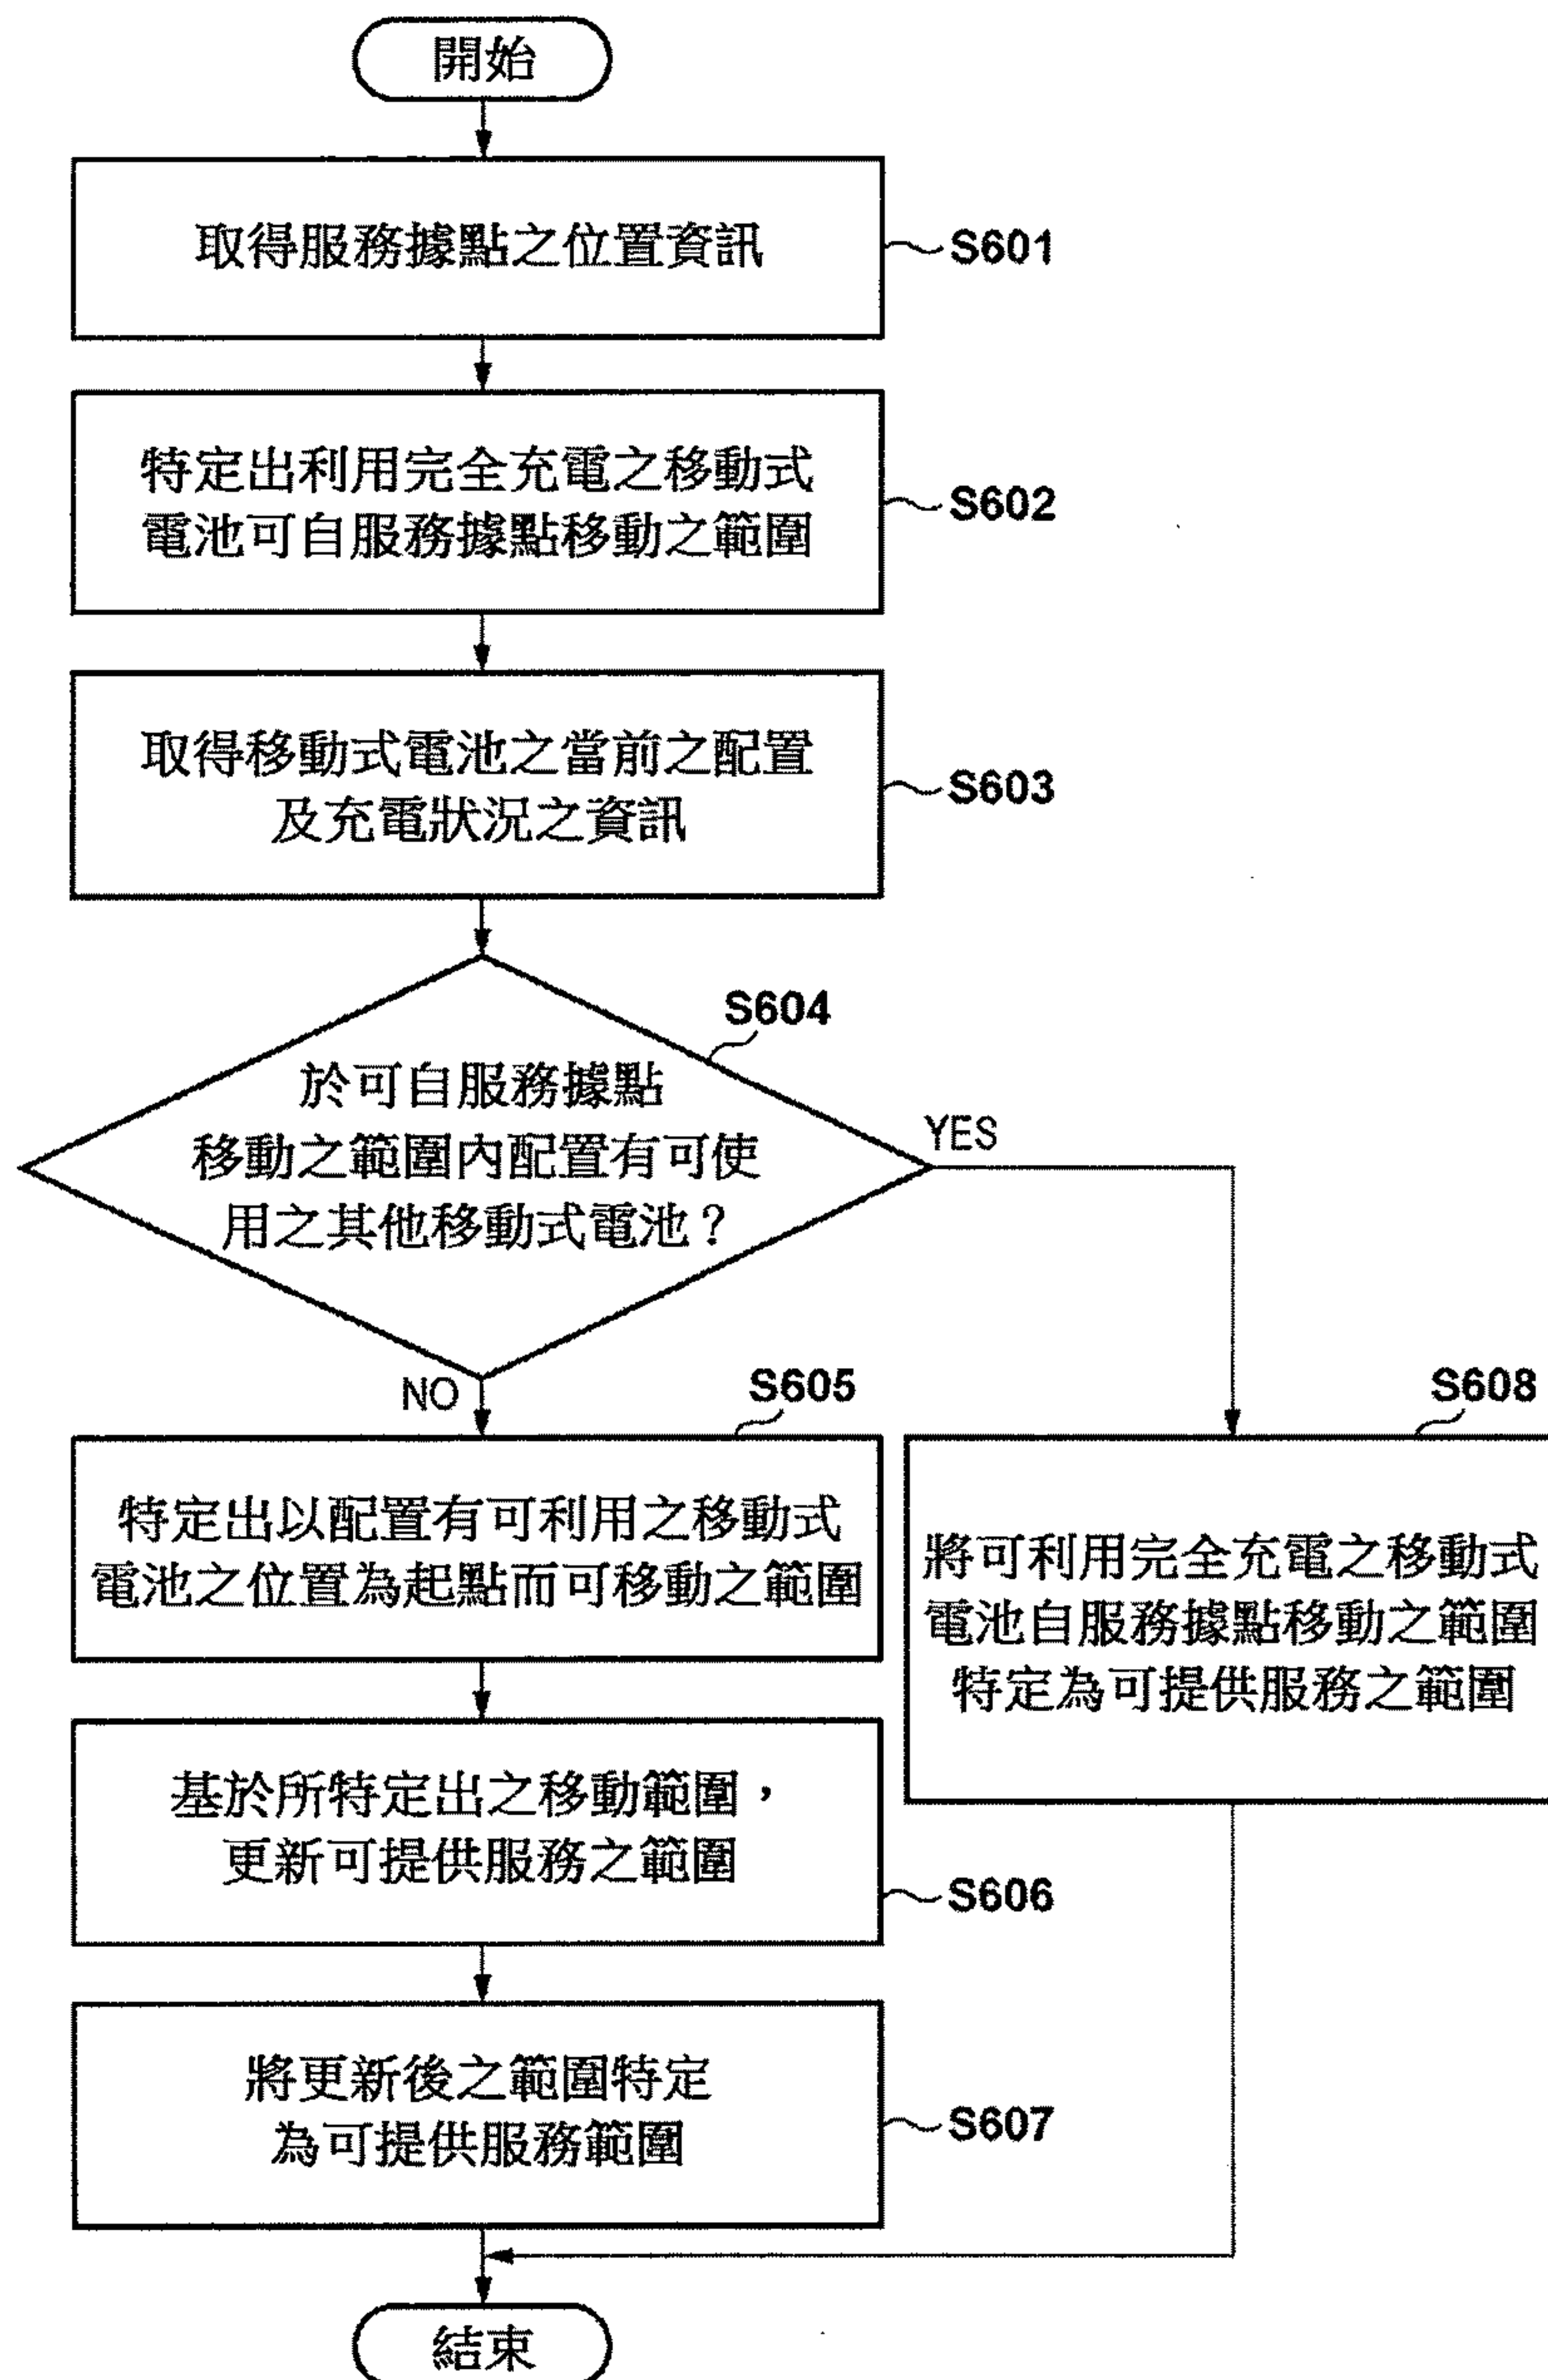 開始
取得服務據點之位置資訊
S601
特定出利用完全充電之移動式
電池可自服務據點移動之範圍
S602
取得移動式電池之當前之配置
及充電狀況之資訊
S603
S604
於可自服務據點
移動之範圍內配置有可使
用之其他移動式電池？
YES
NO
S605
特定出以配置有可利用之移動式
電池之位置為起點而可移動之範圍
S608
將可利用完全充電之移動式
電池自服務據點移動之範圍
特定為可提供服務之範圍
基於所特定出之移動範圍，
更新可提供服務之範圍
S606
將更新後之範圍特定
為可提供服務範圍
S607
結束